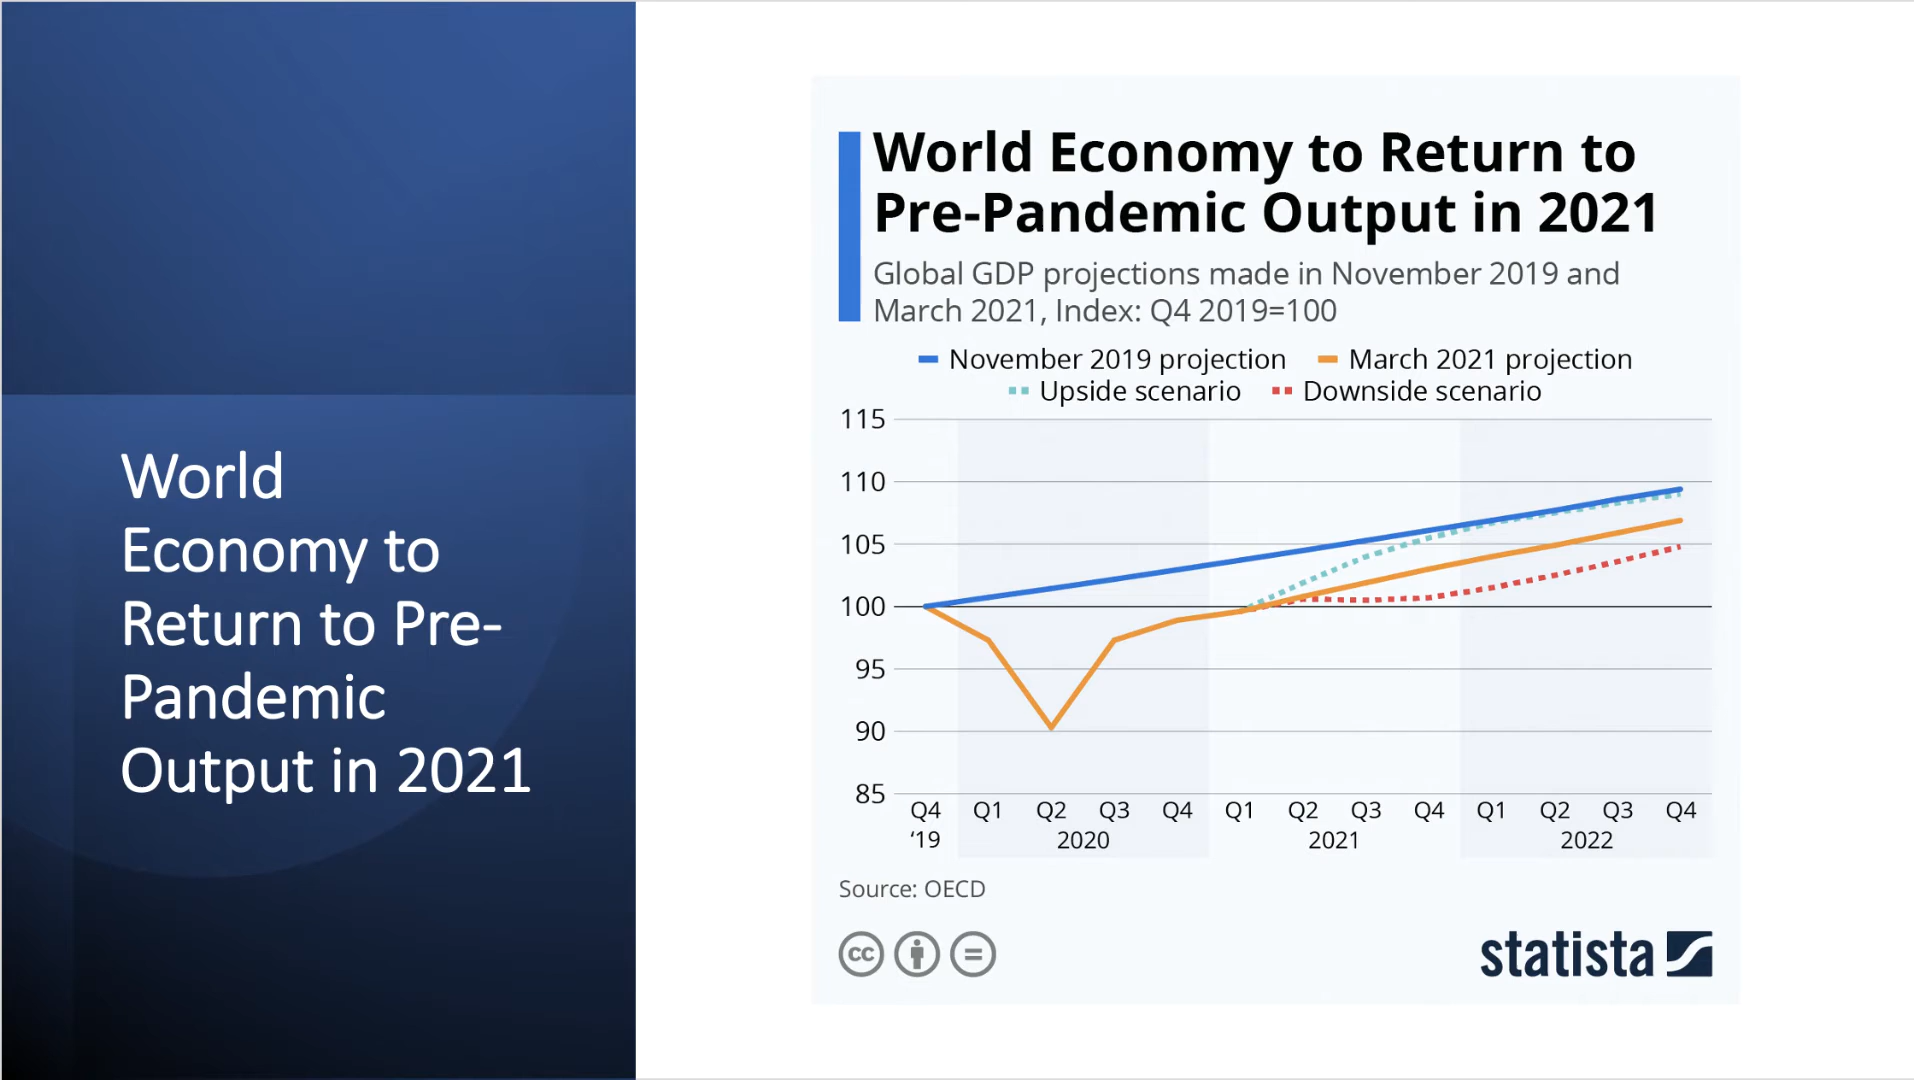 World
Economy to
Return to Pre-
Pandemic
Output in 2021
World Economy to Return to
Pre-Pandemic Output in 2021
Global GDP projections made in November 2019 and
March 2021, Index: Q4 2019=100
November 2019 projection March 2021 projection
Upside scenario Downside scenario
115
110
105
100
95
90
85
Q4 Q1 Q2 Q3 Q4 Q1 Q2 Q3 Q4 Q1 Q2 Q3 Q4
‘19 2020 2021 2022
Source: OECD
cc =
statista